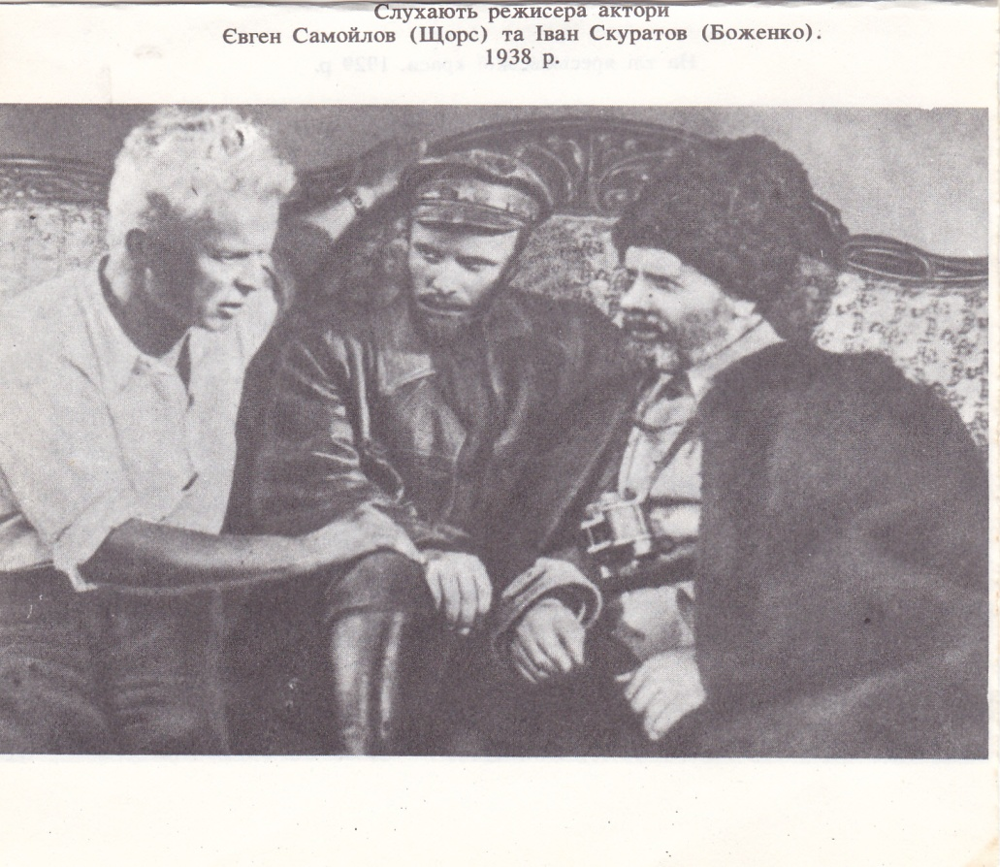 Слухають режисера актори
Євген Самойлов (Щорс) та Іван Скуратов (Боженко).
1938 р.